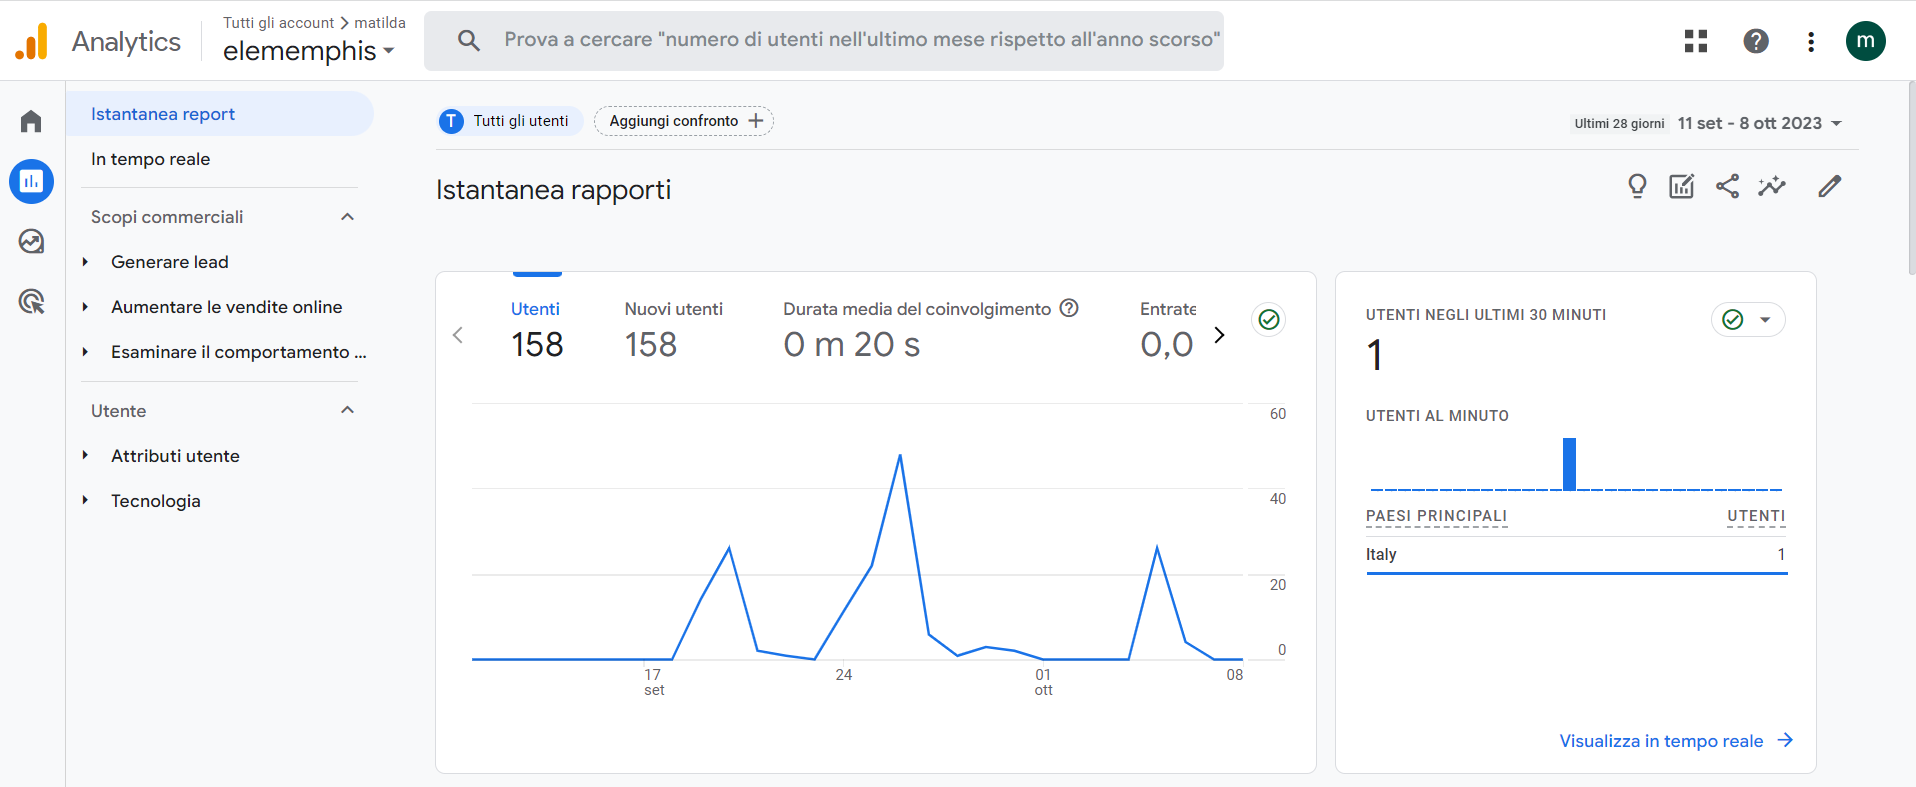 Analytics
Tutti gli account > matilda
elememphis
Prova a cercare "numero di utenti nell'ultimo mese rispetto all'anno scorso"
m
Istantanea report
In tempo reale
Scopi commerciali
Generare lead
Aumentare le vendite online
Esaminare il comportamento ...
Utente
Attributi utente
Tecnologia
T Tutti gli utenti
Aggiungi confronto +
Ultimi 28 giorni 11 set - 8 ott 2023
Istantanea rapporti
Utenti Nuovi utenti Durata media del coinvolgimento Entrate
158 158 0 m 20 s 0,0
60
40
20
0
17 24 01 08
set ott
UTENTI NEGLI ULTIMI 30 MINUTI
1
UTENTI AL MINUTO
PAESI PRINCIPALI UTENTI
Italy 1
Visualizza in tempo reale